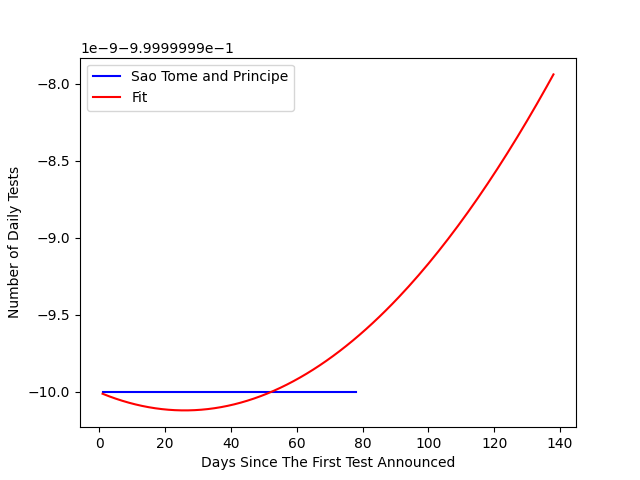 1e−9−9.9999999e−1
Sao Tome and Principe
Fit
−8.0
−8.5
−9.0
−9.5
−10.0
Number of Daily Tests
0 20 40 60 80 100 120 140
Days Since The First Test Announced